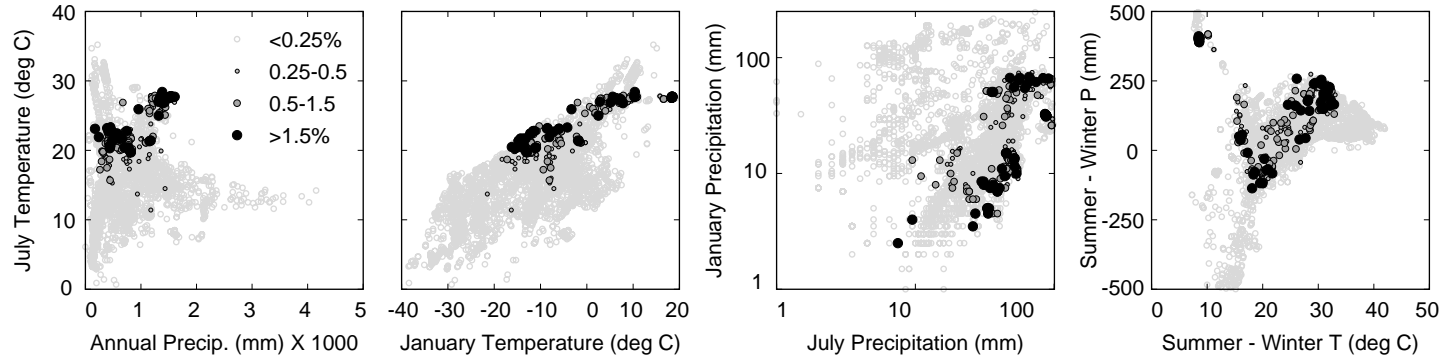 July Temperature (deg C)
40
30
20
10
0
<0.25%
0.25-0.5
0.5-1.5
>1.5%
0 1 2 3 4 5
Annual Precip. (mm) X 1000
-40 -30 -20 -10 0 10 20
January Temperature (deg C)
January Precipitation (mm)
100
10
1
1 10 100
July Precipitation (mm)
Summer - Winter P (mm)
500
250
0
-250
-500
0 10 20 30 40 50
Summer - Winter T (deg C)